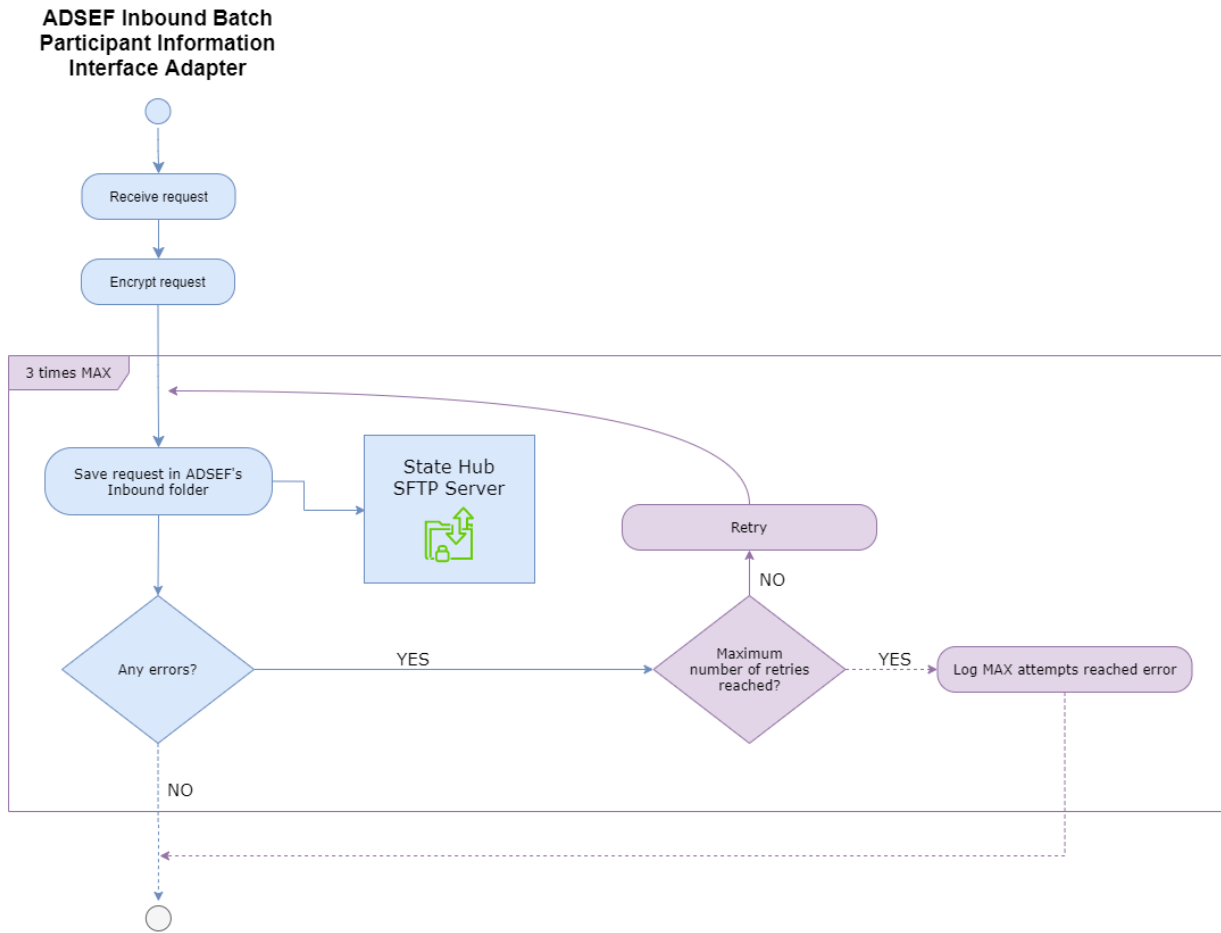 ADSEF Inbound Batch
Participant Information
Interface Adapter
Receive request
Encrypt request
3 times MAX
Save request in ADSEF's
Inbound folder
State Hub
SFTP Server
Retry
NO
Any errors?
YES
Maximum
number of retries
reached?
YES
Log MAX attempts reached error
NO